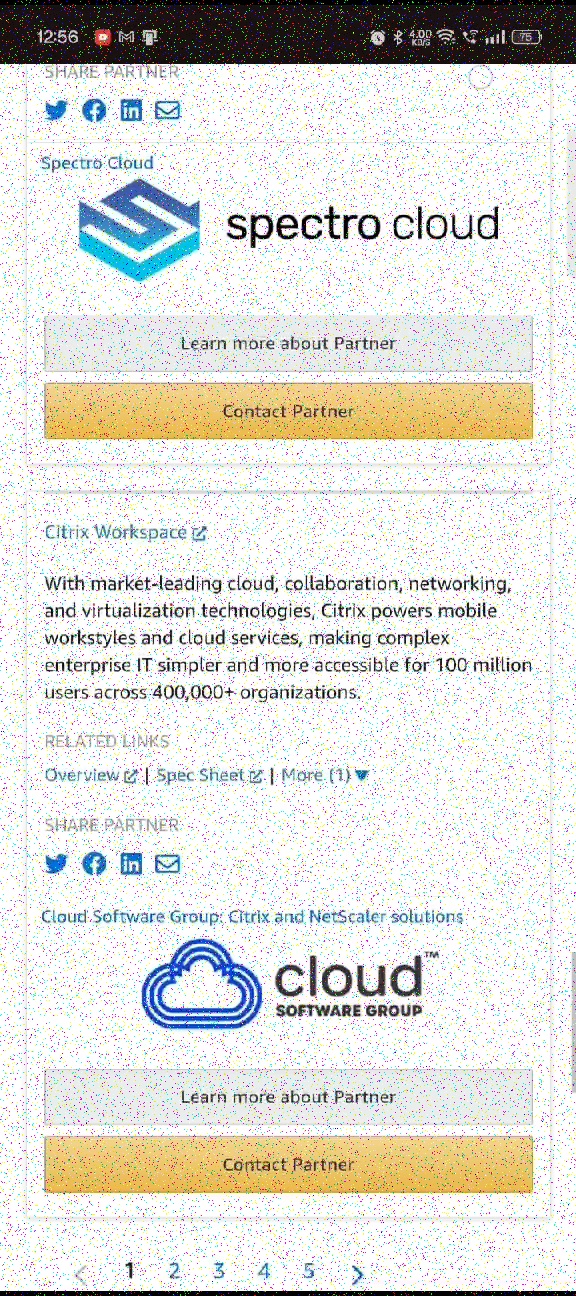 12:56 4.00 KB/S 75
SHARE PARTNER
Spectro Cloud
spectro cloud
Learn more about Partner
Contact Partner
Citrix Workspace
With market-leading cloud, collaboration, networking,
and virtualization technologies, Citrix powers mobile
workstyles and cloud services, making complex
enterprise IT simpler and more accessible for 100 million
users across 400,000+ organizations.
RELATED LINKS
Overview | Spec Sheet | More (1)
SHARE PARTNER
Cloud Software Group: Citrix and NetScaler solutions
cloud™
SOFTWARE GROUP
Learn more about Partner
Contact Partner
1 2 3 4 5